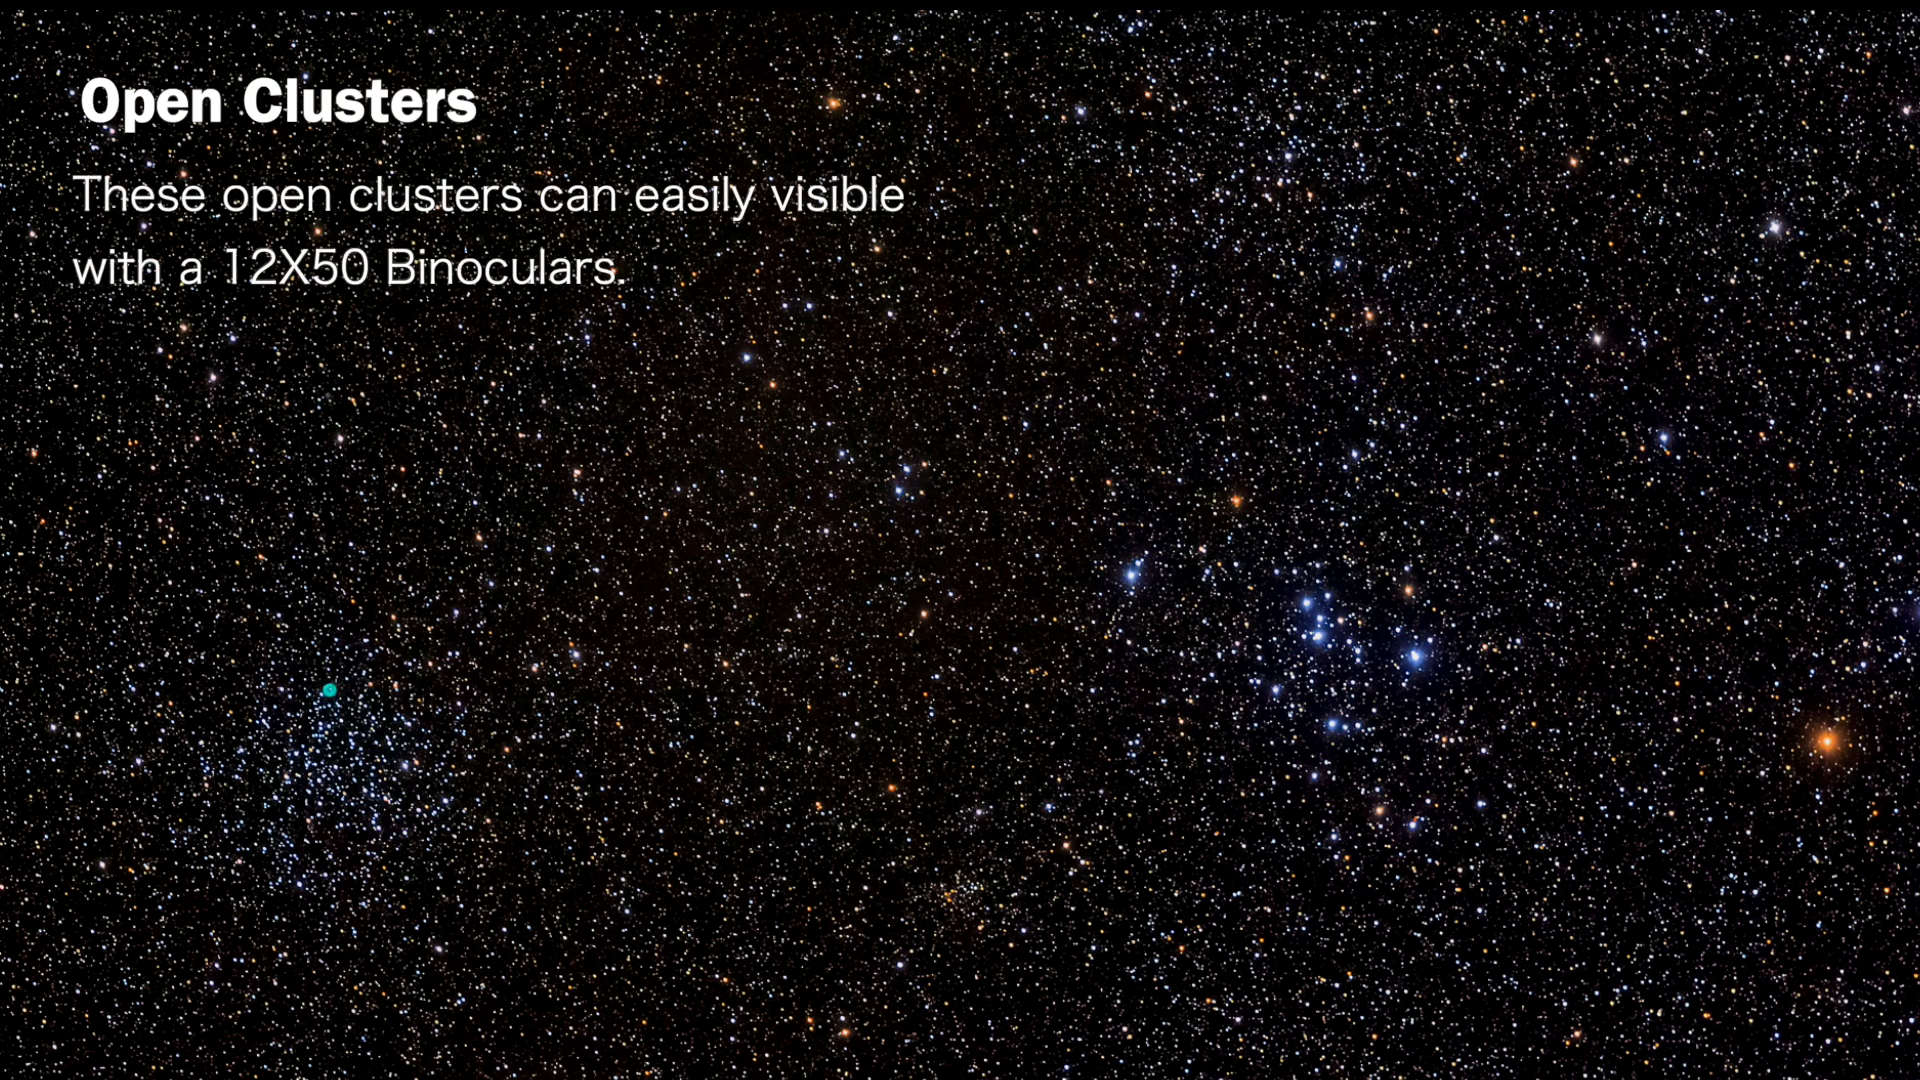 Open Clusters
These open clusters can easily visible
with a 12X50 Binoculars.